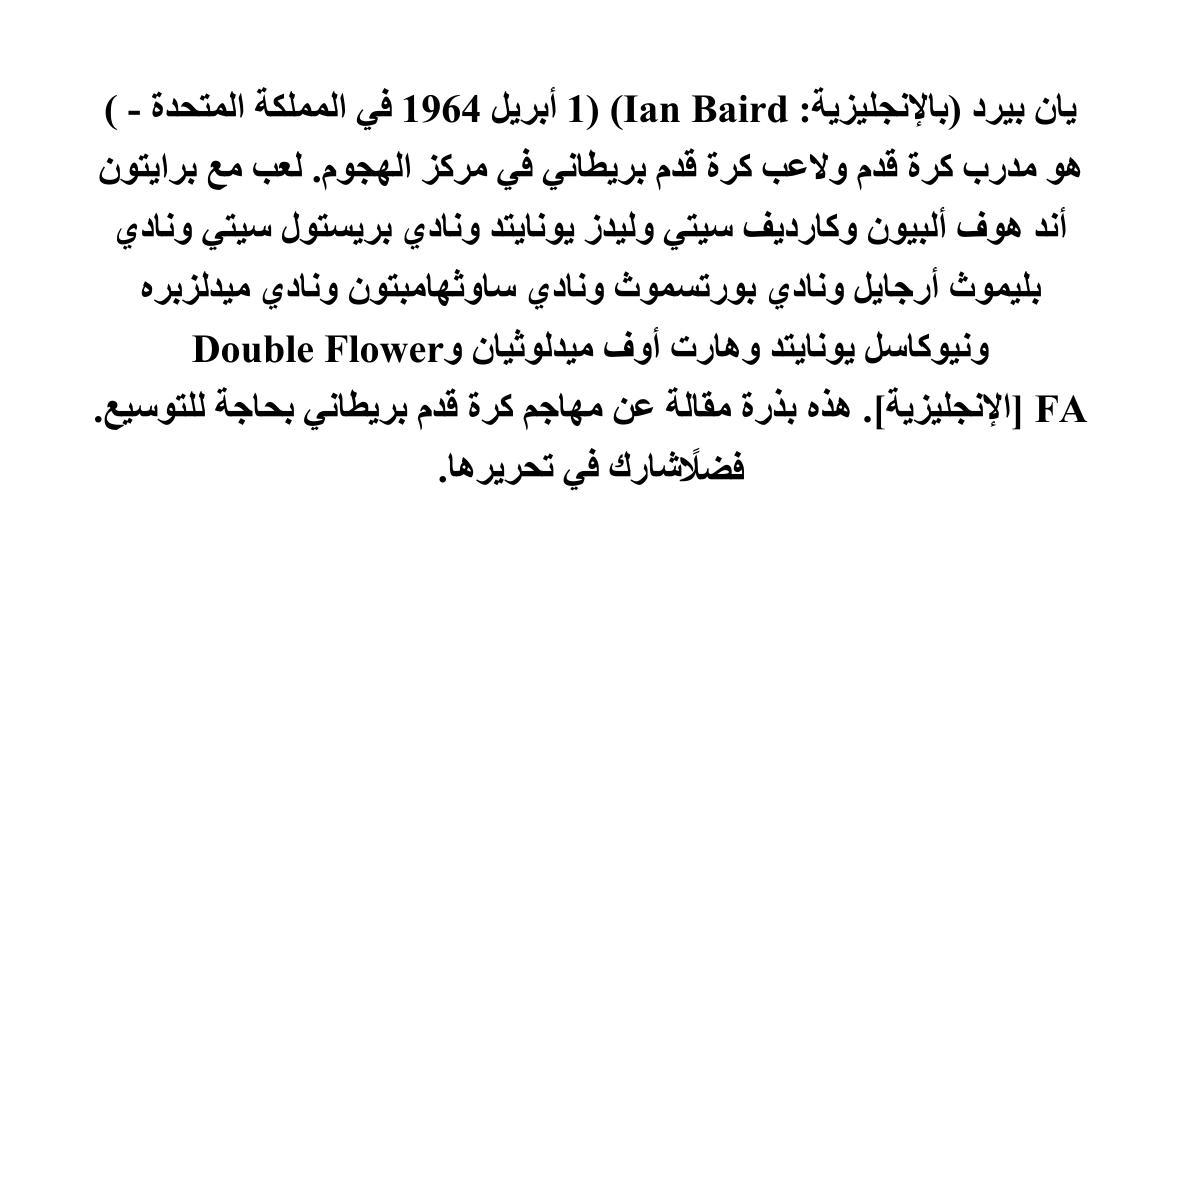 يان بيرد (بالإنجليزية: Ian Baird) (1 أبريل 1964 في المملكة المتحدة - )
هو مدرب كرة قدم ولاعب كرة قدم بريطاني في مركز الهجوم. لعب مع برايتون
أند هوف ألبيون وكارديف سيتي وليدز يونايتد ونادي بريستول سيتي ونادي
بليموث أرجايل ونادي بورتسموث ونادي ساوثهامبتون ونادي ميدلزبره
ونيوكاسل يونايتد وهارت أوف ميدلوثيان وDouble Flower
FA [الإنجليزية]. هذه بذرة مقالة عن مهاجم كرة قدم بريطاني بحاجة للتوسيع.
فضلًاشارك في تحريرها.